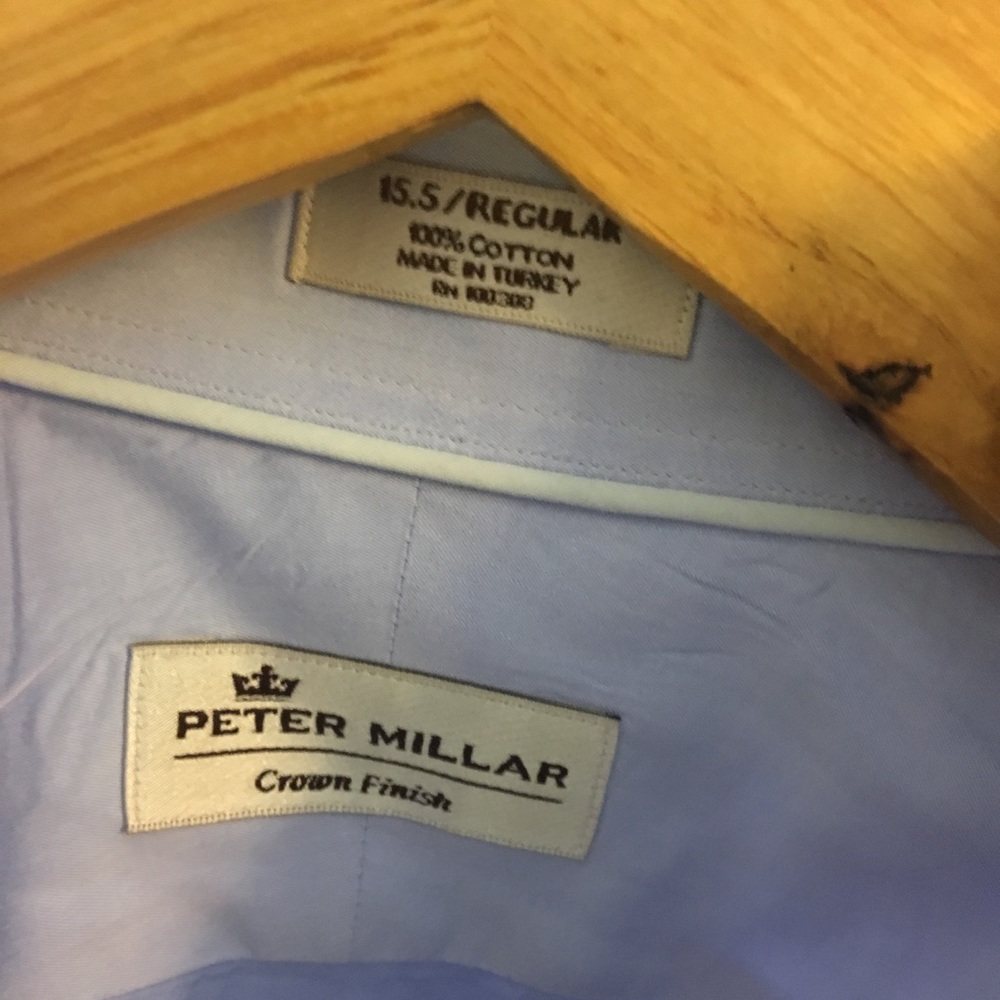 15.5/REGULAR
100% COTTON
MADE IN TURKEY
PETER MILLAR
Crown Finish